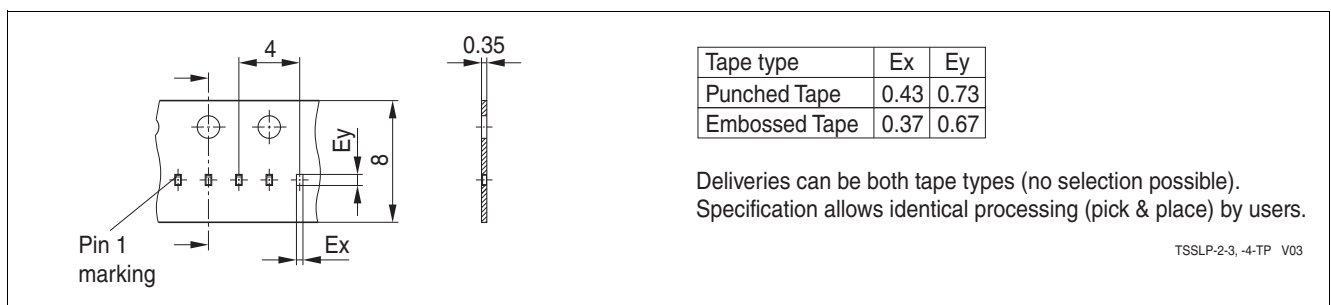 4
0.35
Ey
8
Ex
Pin 1
marking
Tape type Ex Ey
Punched Tape 0.43 0.73
Embossed Tape 0.37 0.67
Deliveries can be both tape types (no selection possible).
Specification allows identical processing (pick & place) by users.
TSSLP-2-3, -4-TP V03